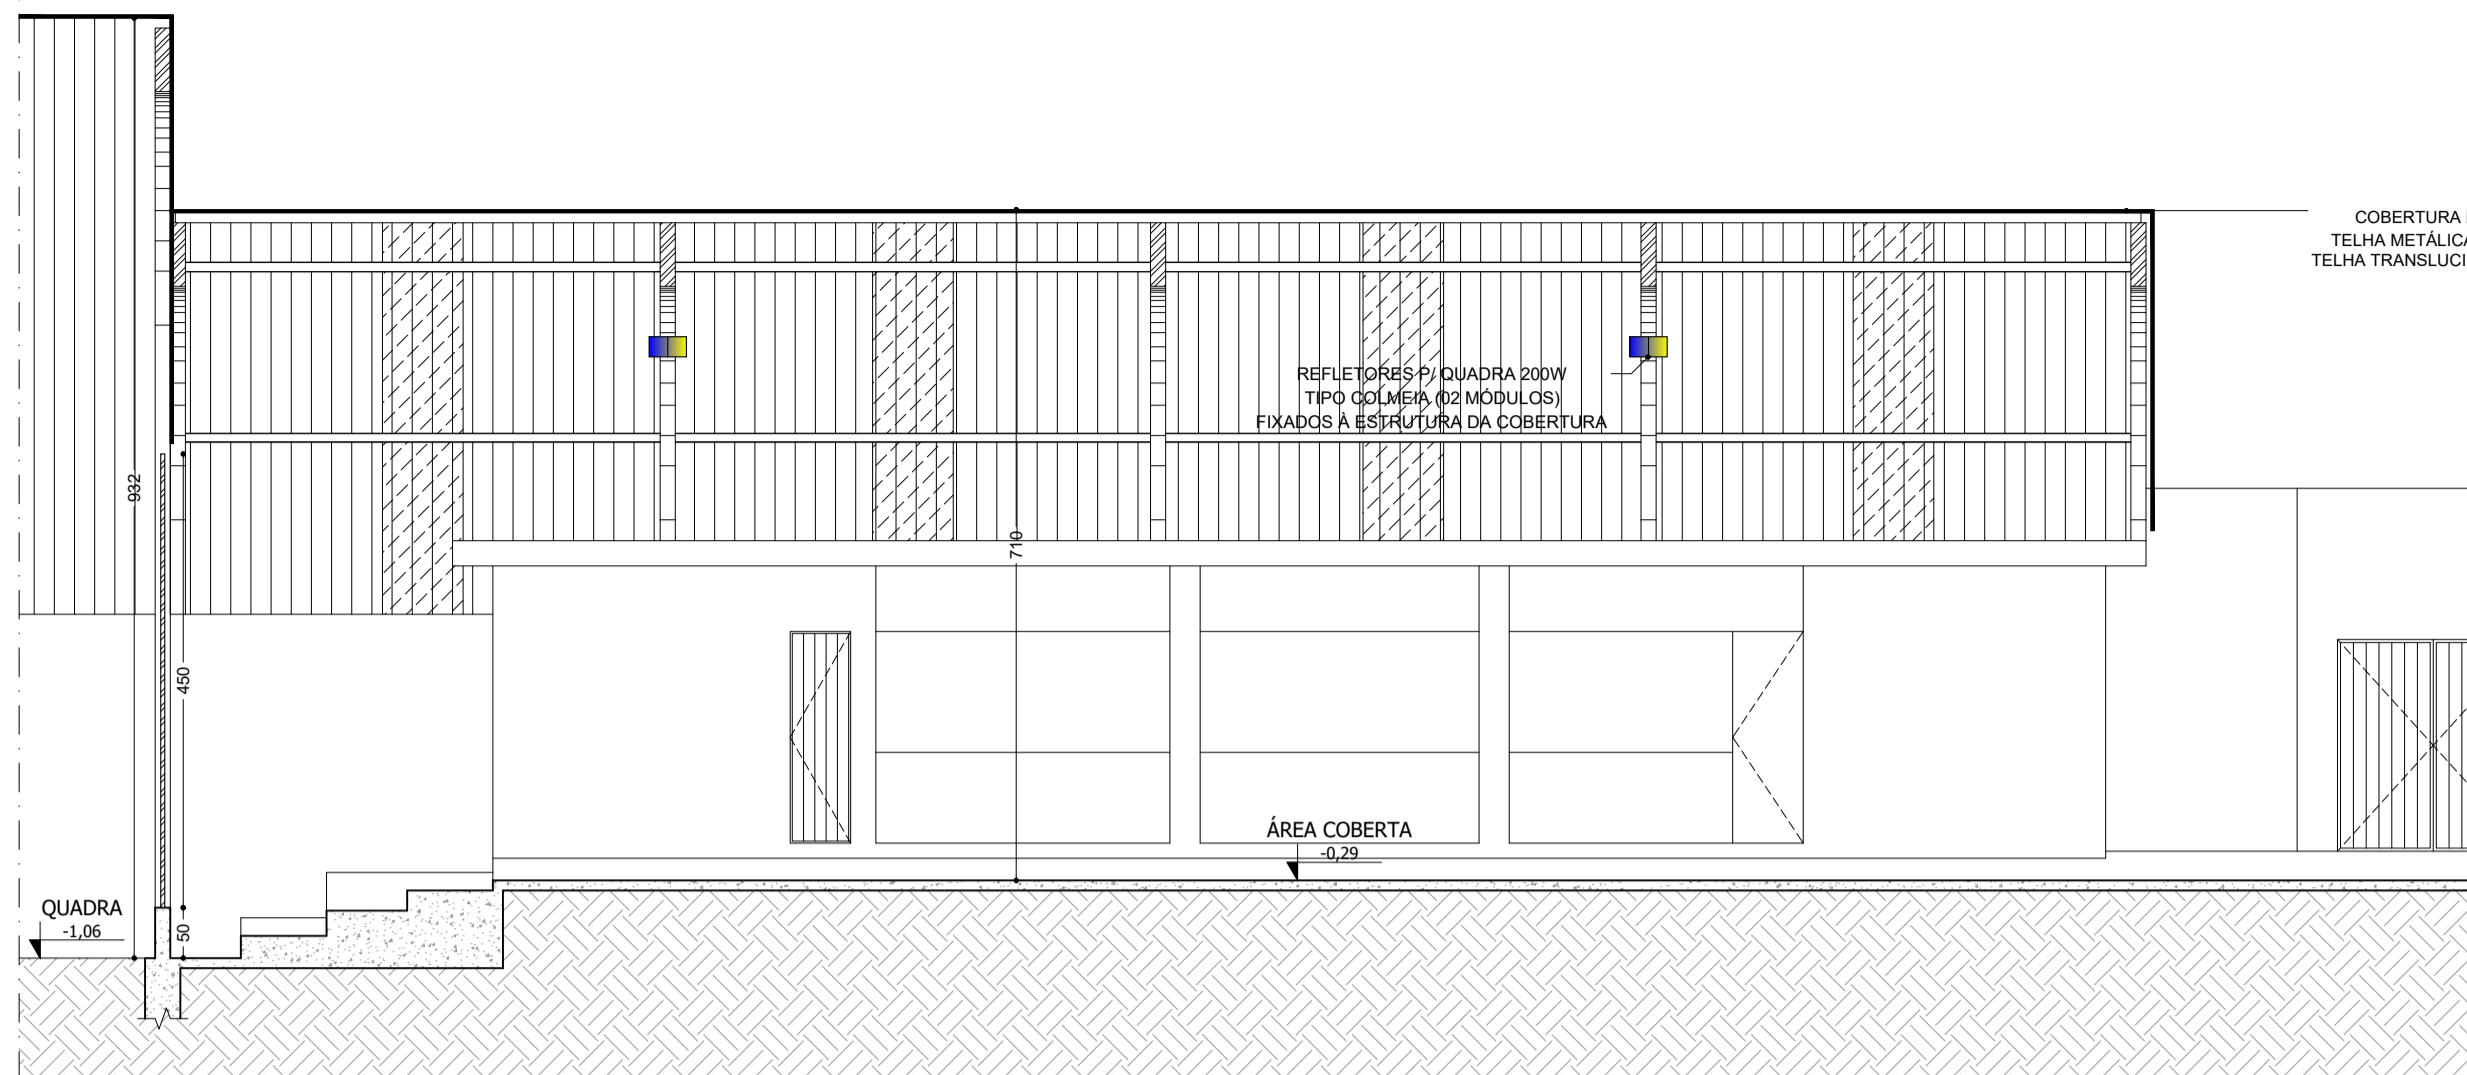 COBERTURA
TELHA METÁLICA
TELHA TRANSLUCI
REFLETORES P/ QUADRA 200W
TIPO COLMEIA (02 MÓDULOS)
FIXADOS À ESTRUTURA DA COBERTURA
932
710
450
ÁREA COBERTA
-0,29
QUADRA
-1,06
50